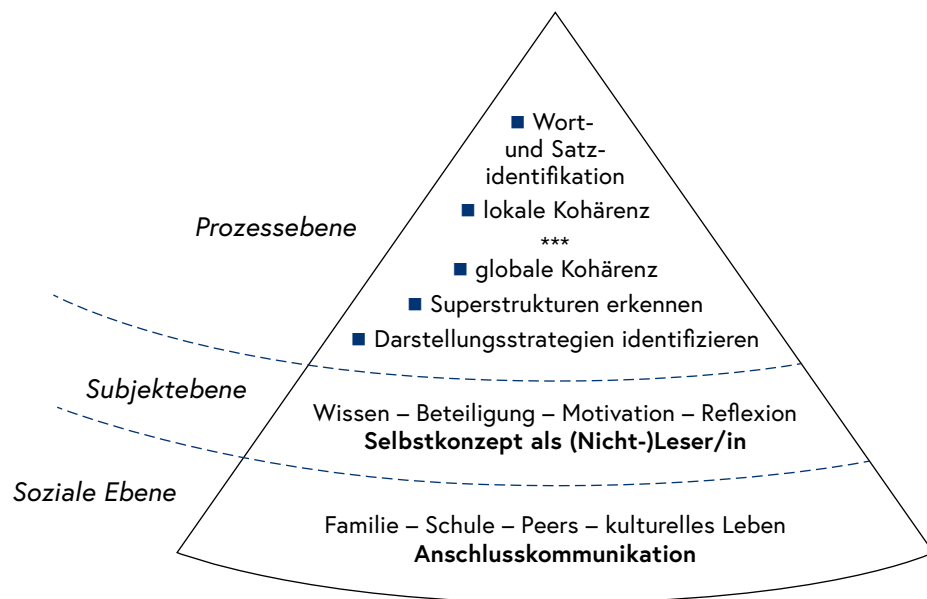 ■ Wort-
und Satz-
identifikation
■ lokale Kohärenz
Prozessebene
***
■ globale Kohärenz
■ Superstrukturen erkennen
■ Darstellungsstrategien identifizieren
Subjektebene
Wissen – Beteiligung – Motivation – Reflexion
Selbstkonzept als (Nicht-)Leser/in
Soziale Ebene
Familie – Schule – Peers – kulturelles Leben
Anschlusskommunikation